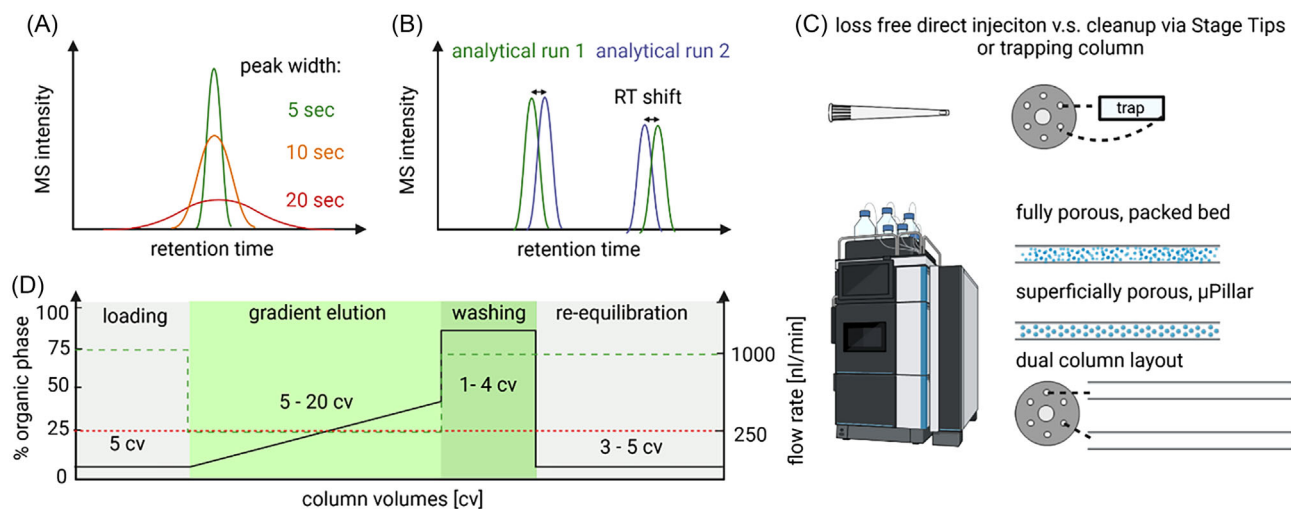 (A)
peak width:
5 sec
10 sec
20 sec
MS intensity
retention time
(B)
analytical run 1 analytical run 2
RT shift
MS intensity
retention time
(C) loss free direct injeciton v.s. cleanup via Stage Tips
or trapping column
trap
fully porous, packed bed
superficially porous, µPillar
dual column layout
(D)
% organic phase
100
75
50
25
0
loading
gradient elution
washing
re-equilibration
5 cv
5 - 20 cv
1- 4 cv
3 - 5 cv
1000
250
flow rate [nl/min]
column volumes [cv]